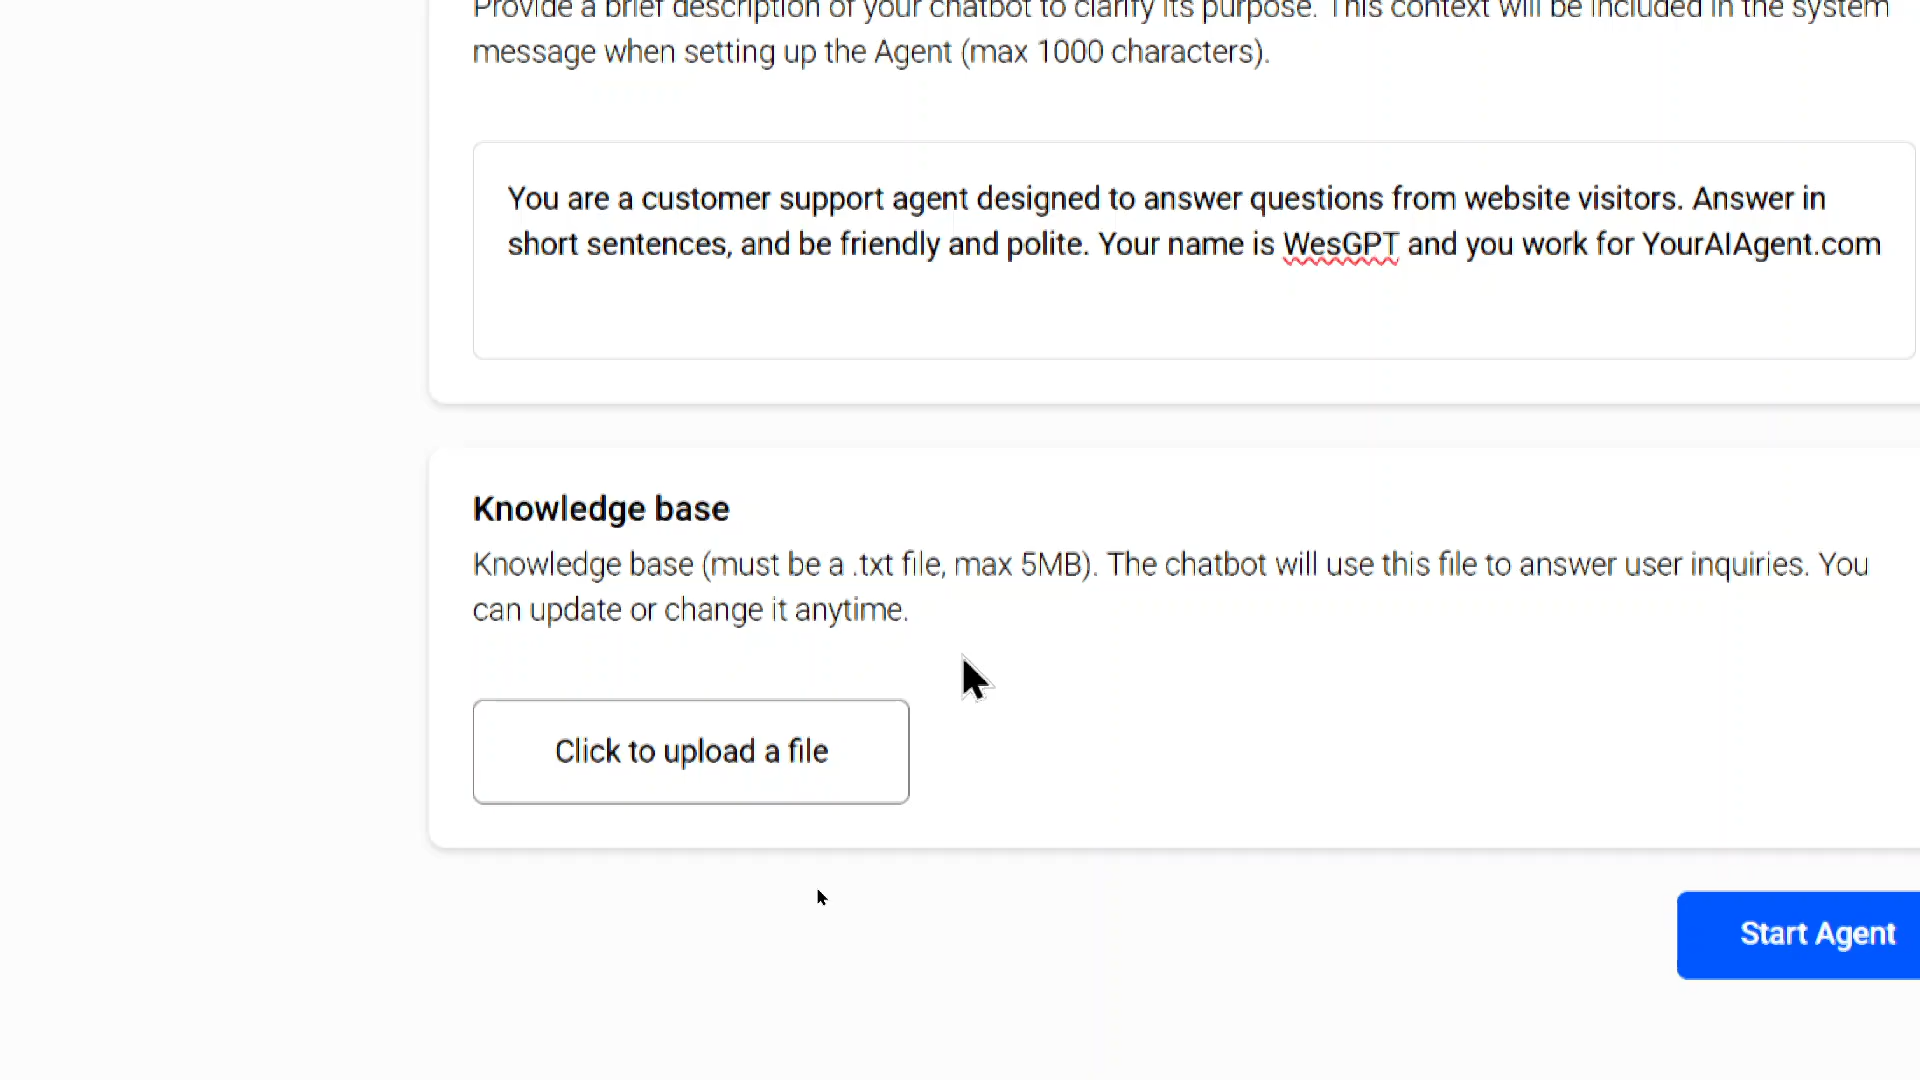 Provide a brief description of your chatbot to clarify its purpose. This context will be included in the system
message when setting up the Agent (max 1000 characters).
You are a customer support agent designed to answer questions from website visitors. Answer in
short sentences, and be friendly and polite. Your name is WesGPT and you work for YourAIAgent.com
Knowledge base
Knowledge base (must be a .txt file, max 5MB). The chatbot will use this file to answer user inquiries. You
can update or change it anytime.
Click to upload a file
Start Agent